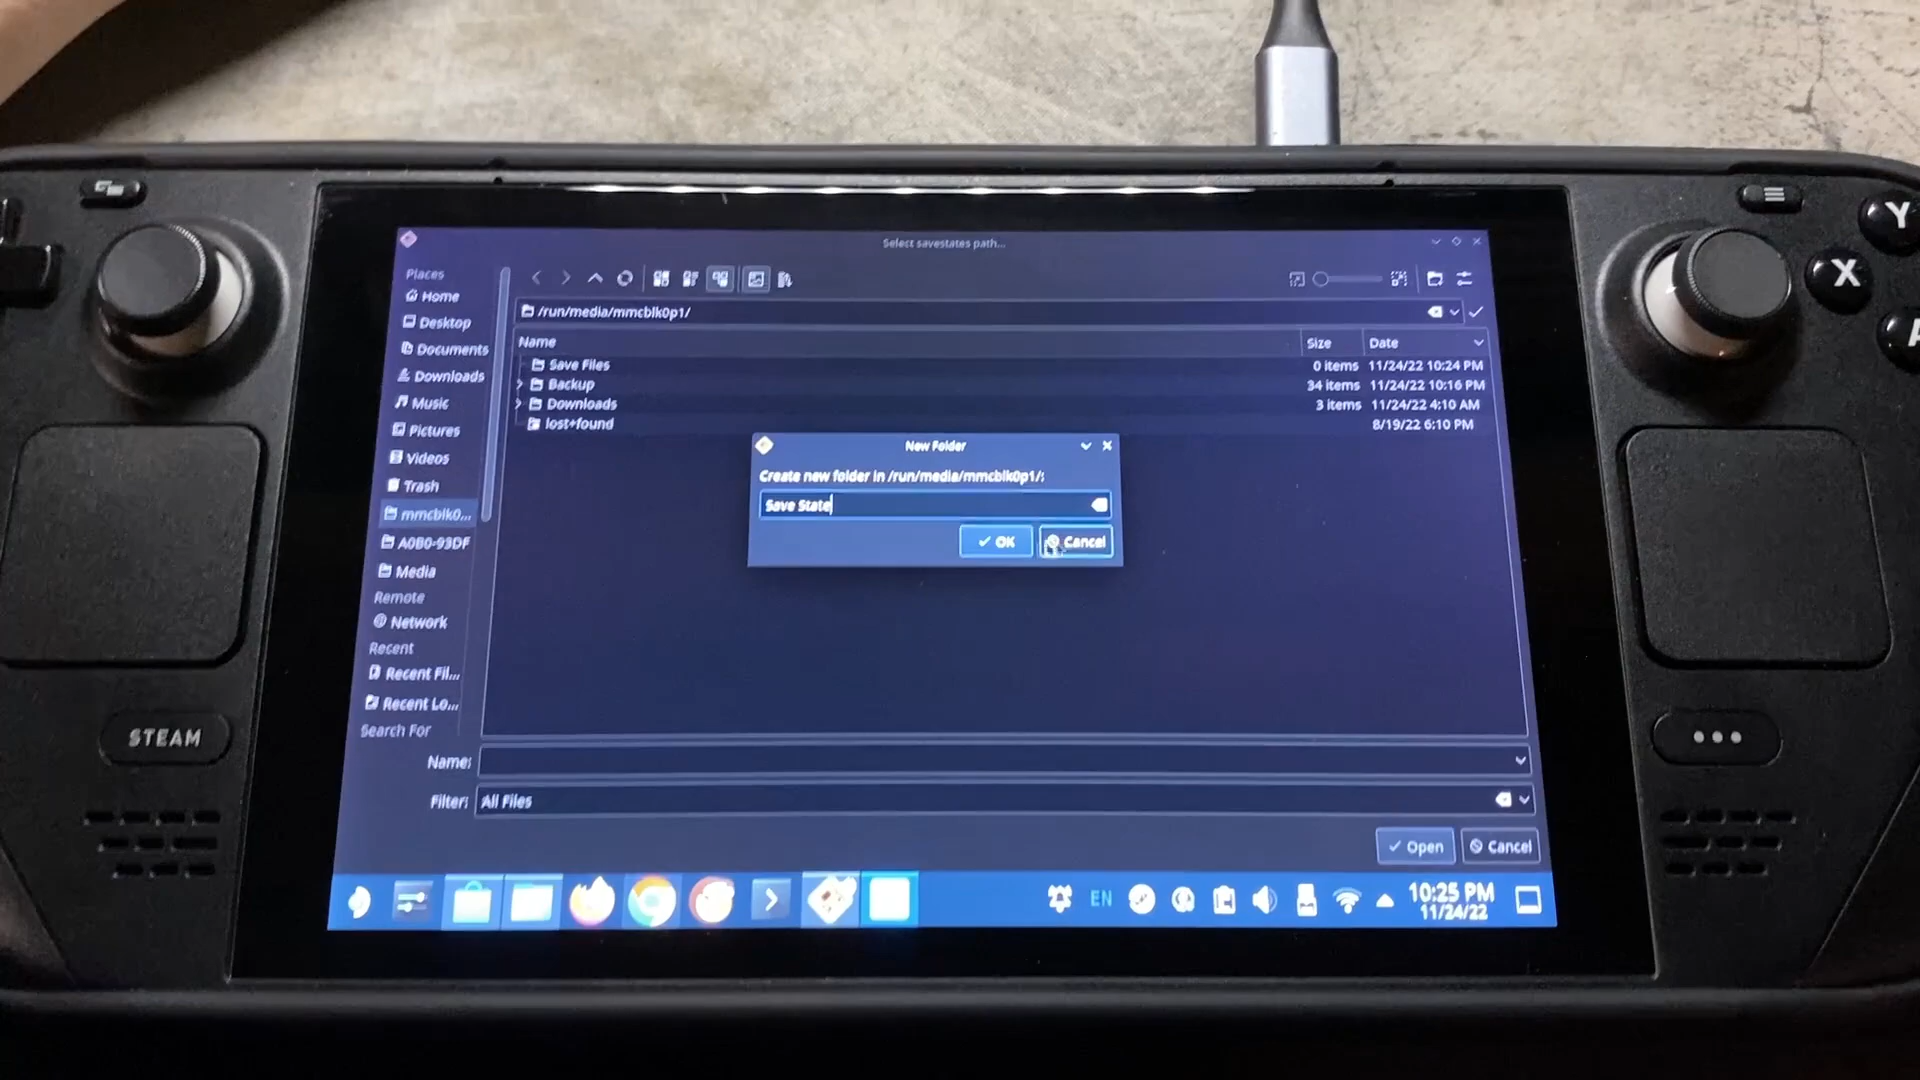 Select savestates path...
Places
Home
Desktop
Documents
Downloads
Music
Pictures
Videos
Trash
mmcblk0...
A0B0-93DF
Media
Remote
Network
Recent
Recent Fil...
Recent Lo...
Search For
/run/media/mmcblk0p1/
Name Size Date
Save Files 0 items 11/24/22 10:24 PM
Backup 34 items 11/24/22 10:16 PM
Downloads 3 items 11/24/22 4:10 AM
lost+found 8/19/22 6:10 PM
New Folder
Create new folder in /run/media/mmcblk0p1/:
Save State
OK Cancel
Name:
Filter: All Files
Open Cancel
EN 10:25 PM
11/24/22
STEAM
Y
X
A